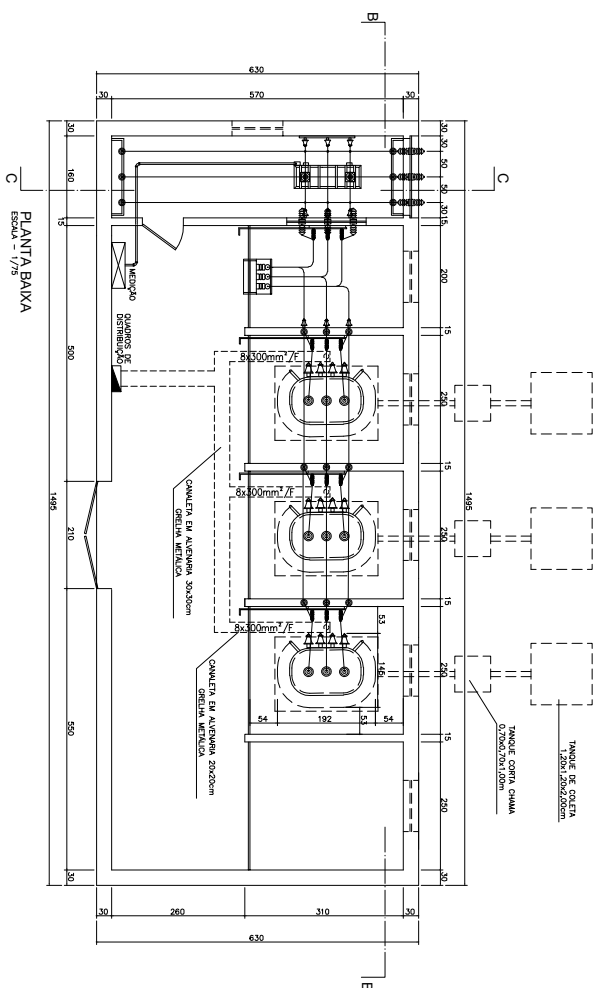 B
630
30
570
30
1495
30
160
15
500
210
550
30
30
50
50
30
15
200
15
250
15
250
15
250
15
250
30
1495
C
C
MEDIÇÃO
QUADROS DE
DISTRIBUIÇÃO
8x300mm²/F
8x300mm²/F
8x300mm²/F
CANALETA EM ALVENARIA 30x30cm
GRELHA METÁLICA
CANALETA EM ALVENARIA 20x20cm
GRELHA METÁLICA
53
145
54
192
53
54
TANQUE CORTA CHAMA
0,70x0,70x1,00m
TANQUE DE COLETA
1,20x1,20x2,00cm
30
260
310
30
630
PLANTA BAIXA
ESCALA - 1/75